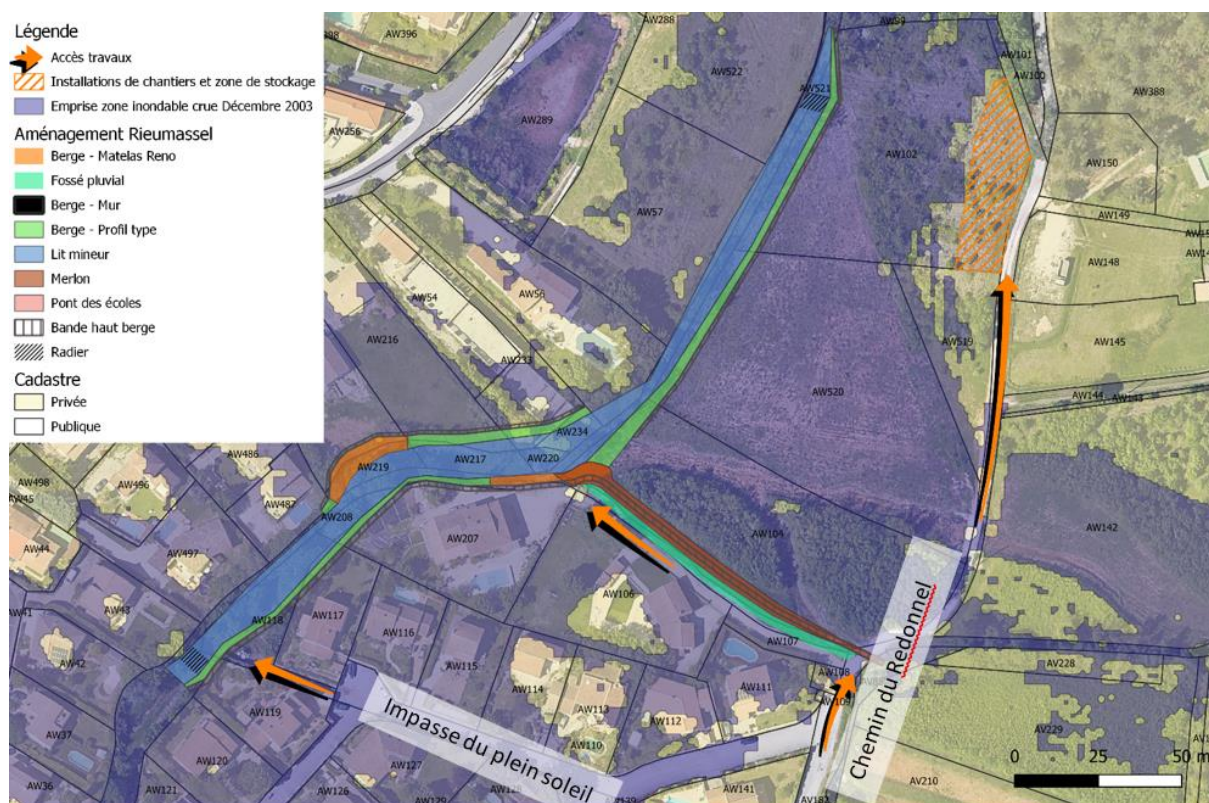 Légende
Accès travaux
Installations de chantiers et zone de stockage
Emprise zone inondable crue Décembre 2003
Aménagement Rieumassel
Berge - Matelas Reno
Fossé pluvial
Berge - Mur
Berge - Profil type
Lit mineur
Merlon
Pont des écoles
Bande haut berge
Radier
Cadastre
Privée
Publique
AW396
AW288
AW99
AW101
AW100
AW522
AW521
AW388
AW289
AW256
AW102
AW150
AW57
AW149
AW148
AW54
AW56
AW216
AW233
AW519
AW145
AW520
AW144
AW143
AW234
AW486
AW219
AW217
AW220
AW498
AW496
AW487
AW45
AW208
AW207
AW104
AW142
AW44
AW497
AW106
AW43
AW41
AW118
AW117
AW116
AW107
AW42
AW115
AW108
AV228
AW114
AW111
AW109
AW119
AW113
AW112
AV229
AW37
AW110
AW120
AW127
AW36
AW121
AW126
AW141
AV210
AV182
Impasse du plein soleil
Chemin du Redonnel
0 25 50 m